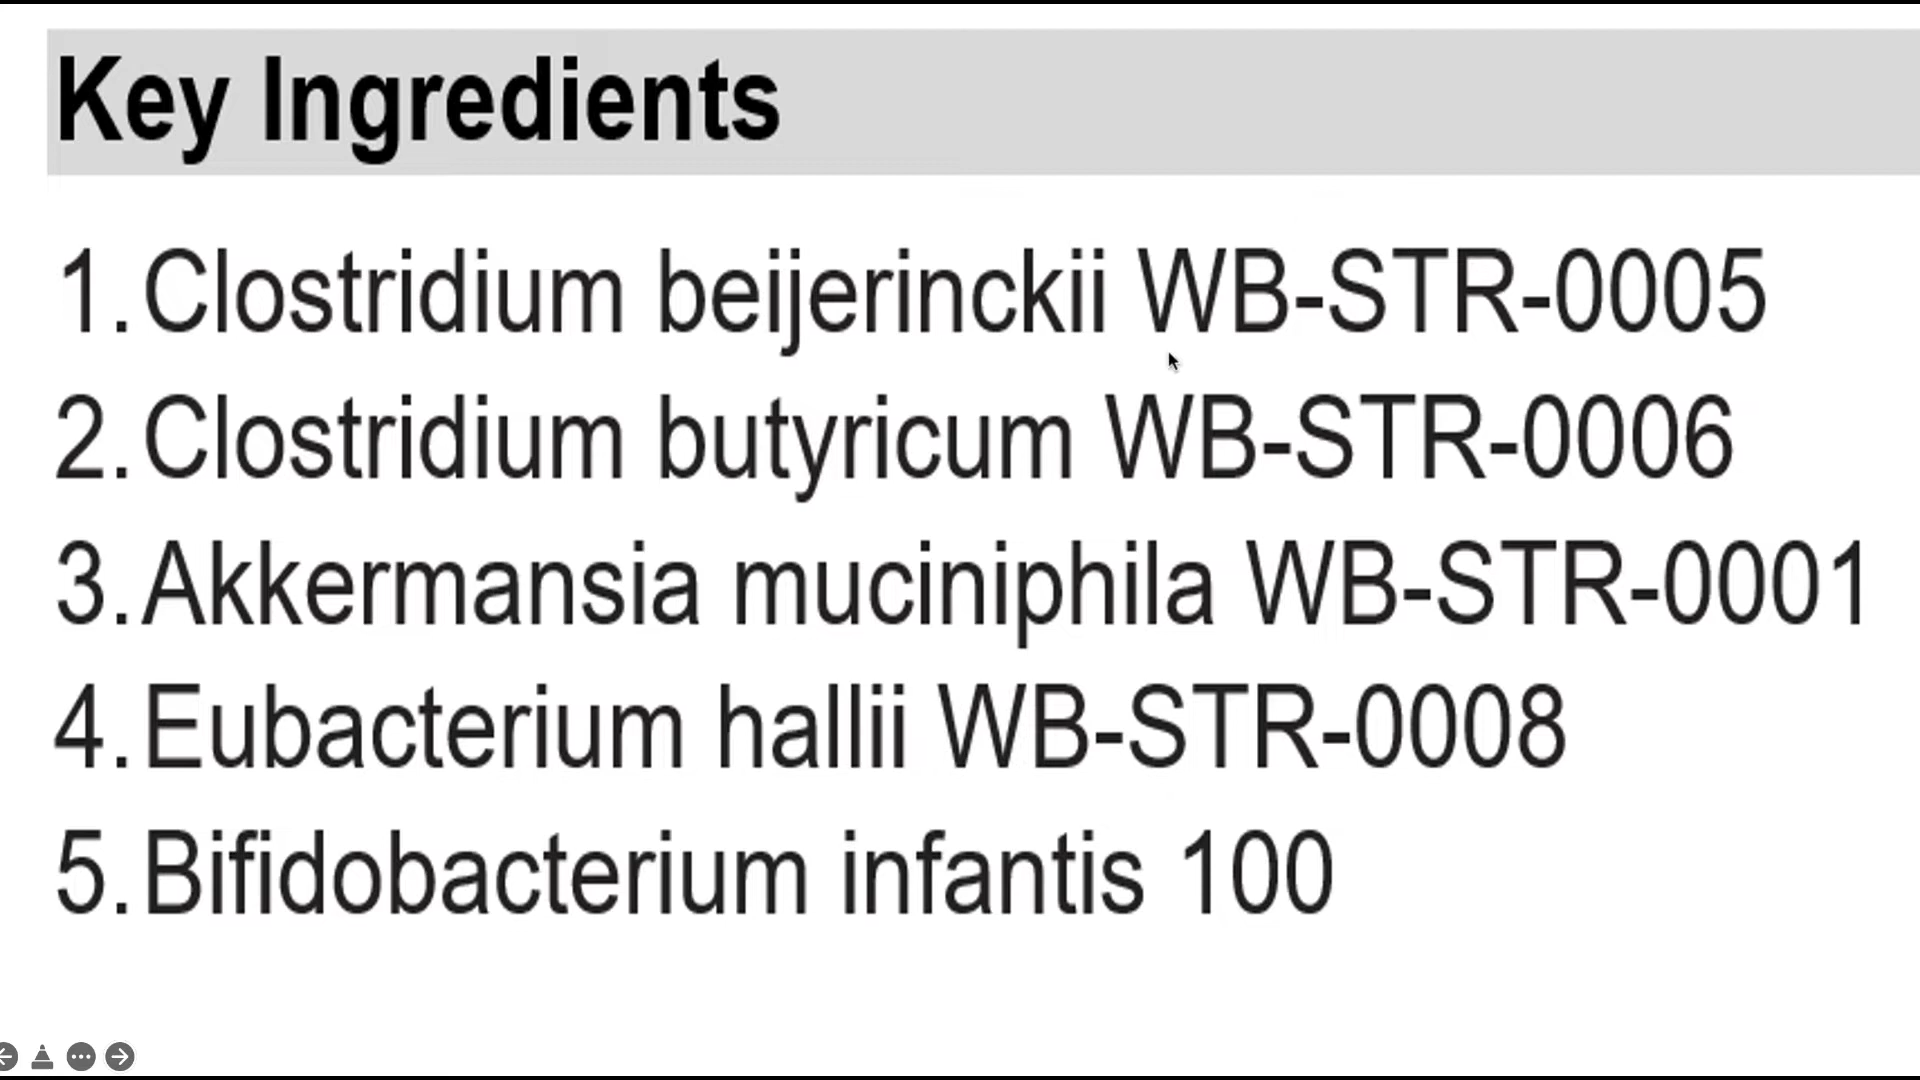 Key Ingredients
1. Clostridium beijerinckii WB-STR-0005
2. Clostridium butyricum WB-STR-0006
3. Akkermansia muciniphila WB-STR-0001
4. Eubacterium hallii WB-STR-0008
5. Bifidobacterium infantis 100